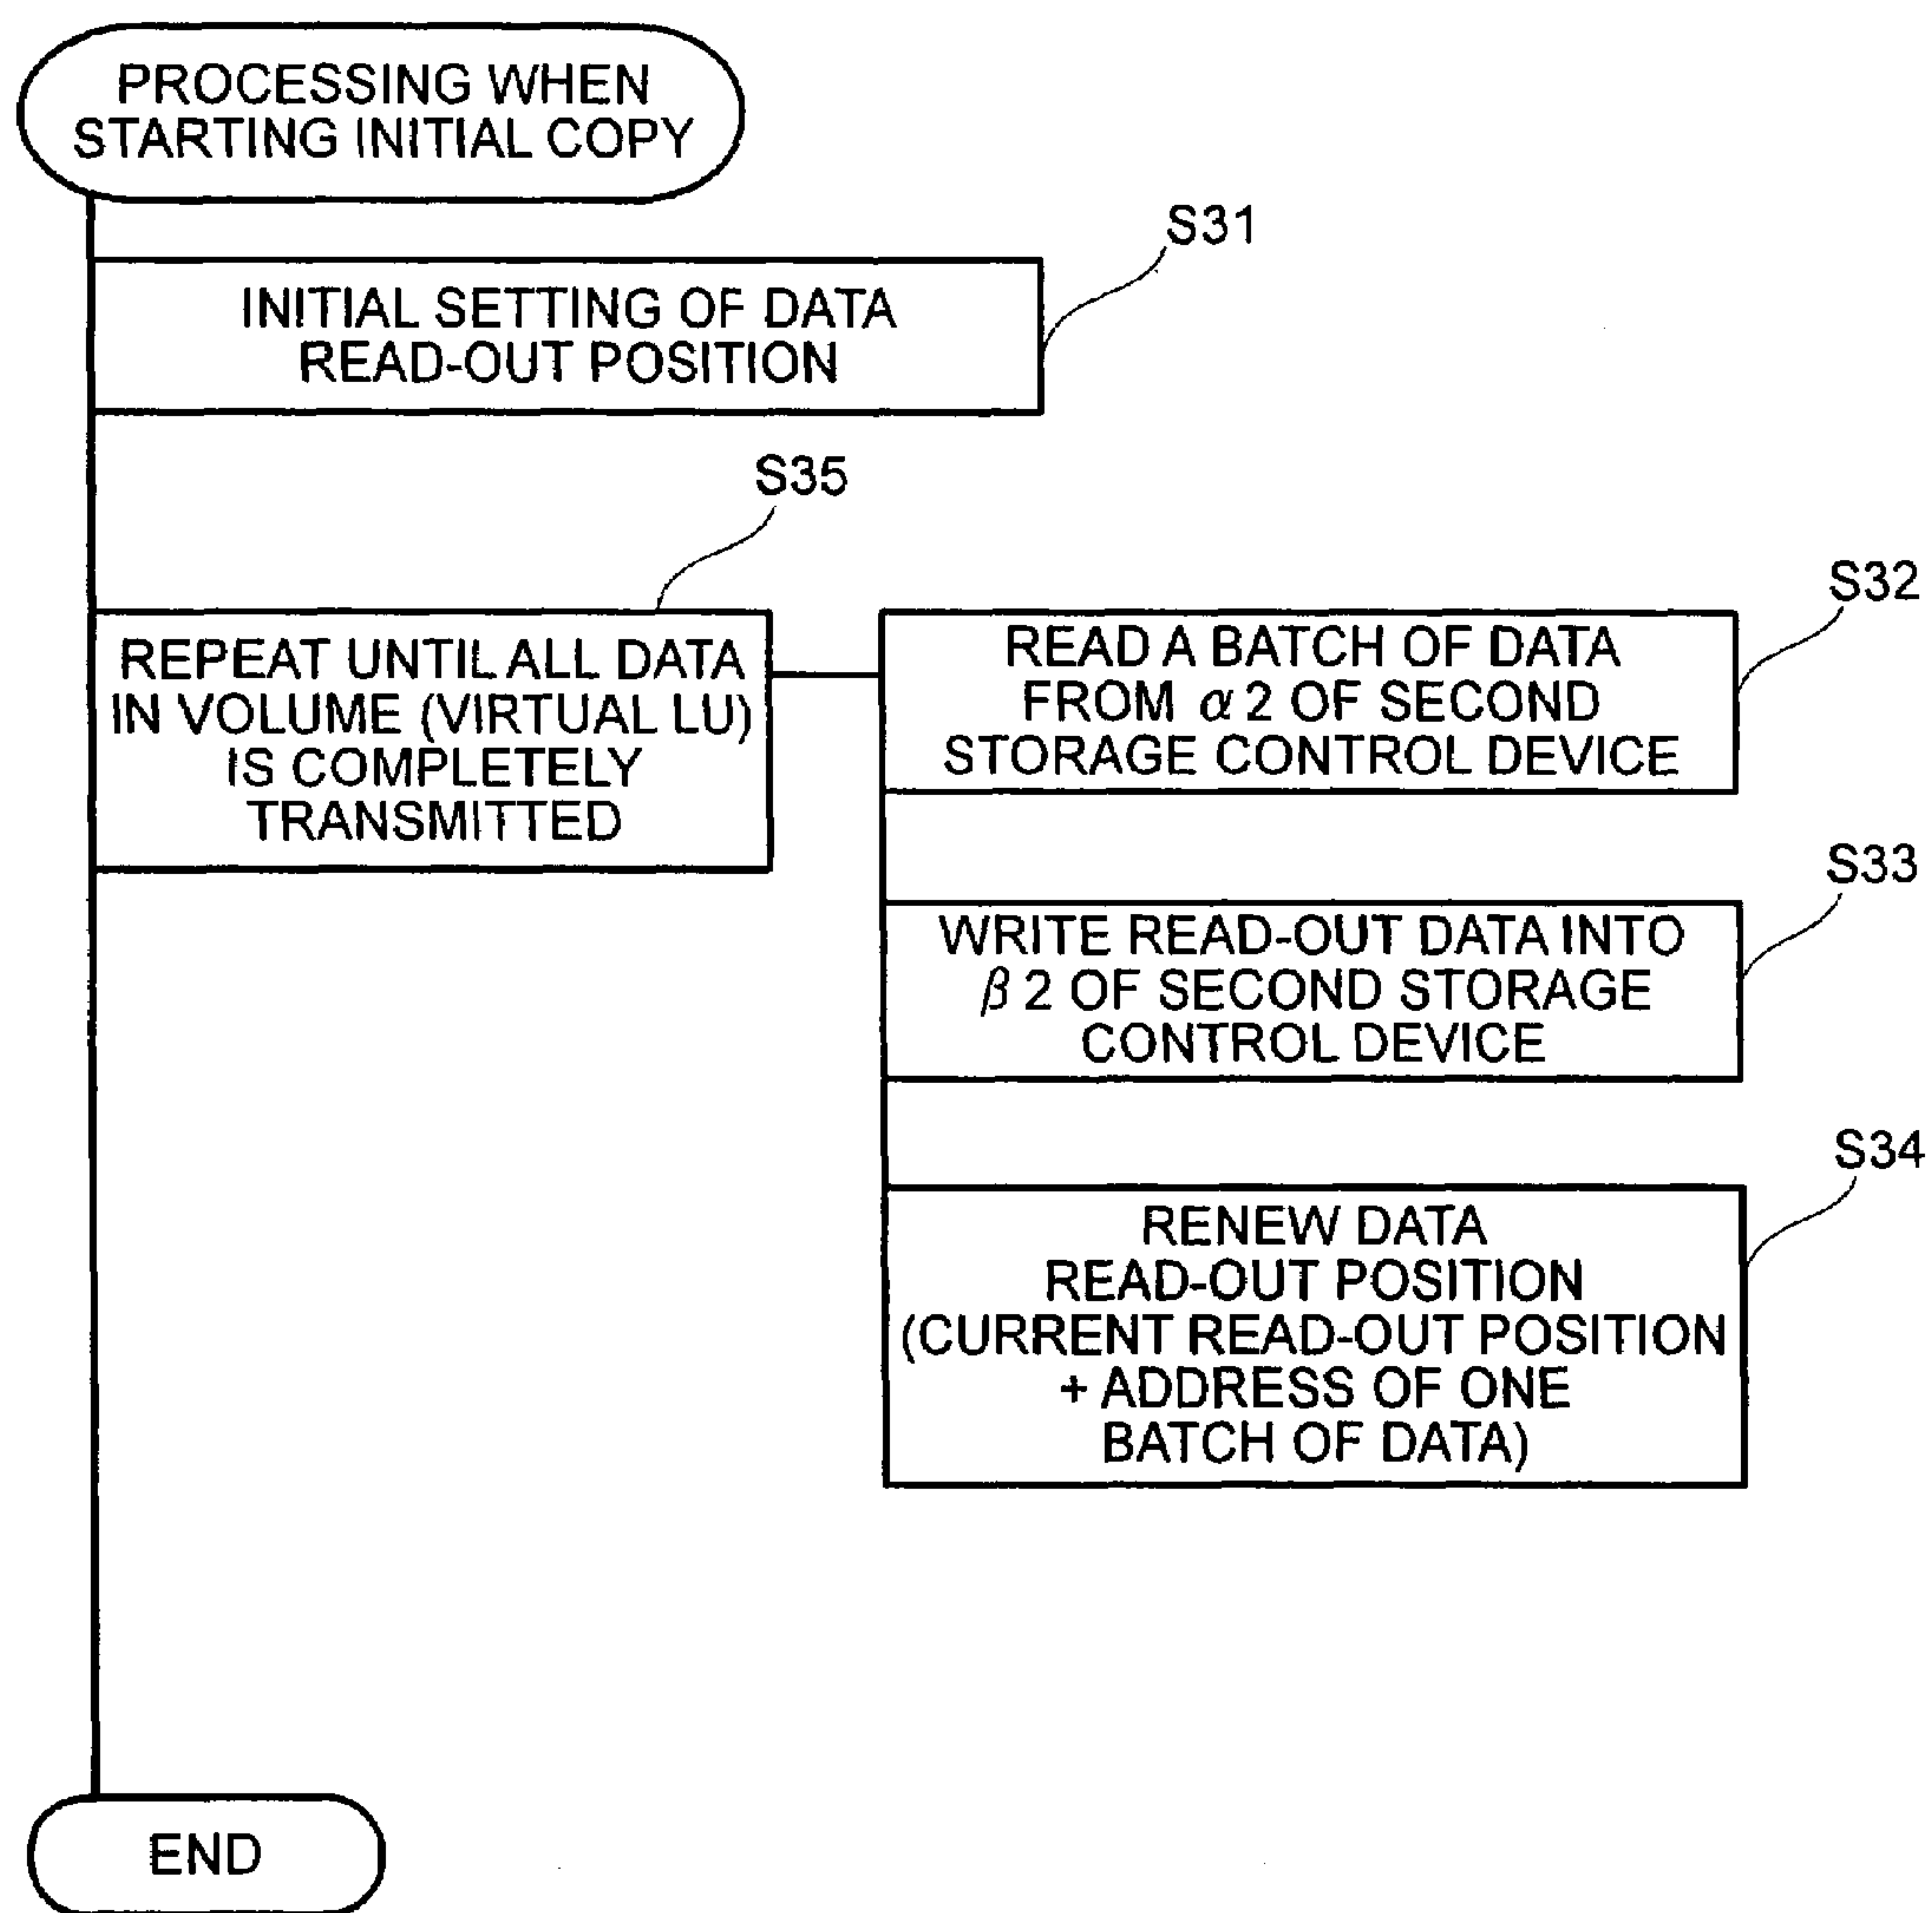 PROCESSING WHEN
STARTING INITIAL COPY
S31
INITIAL SETTING OF DATA
READ-OUT POSITION
S35
REPEAT UNTIL ALL DATA
IN VOLUME (VIRTUAL LU)
IS COMPLETELY
TRANSMITTED
S32
READ A BATCH OF DATA
FROM α2 OF SECOND
STORAGE CONTROL DEVICE
S33
WRITE READ-OUT DATA INTO
β2 OF SECOND STORAGE
CONTROL DEVICE
S34
RENEW DATA
READ-OUT POSITION
(CURRENT READ-OUT POSITION
+ ADDRESS OF ONE
BATCH OF DATA)
END